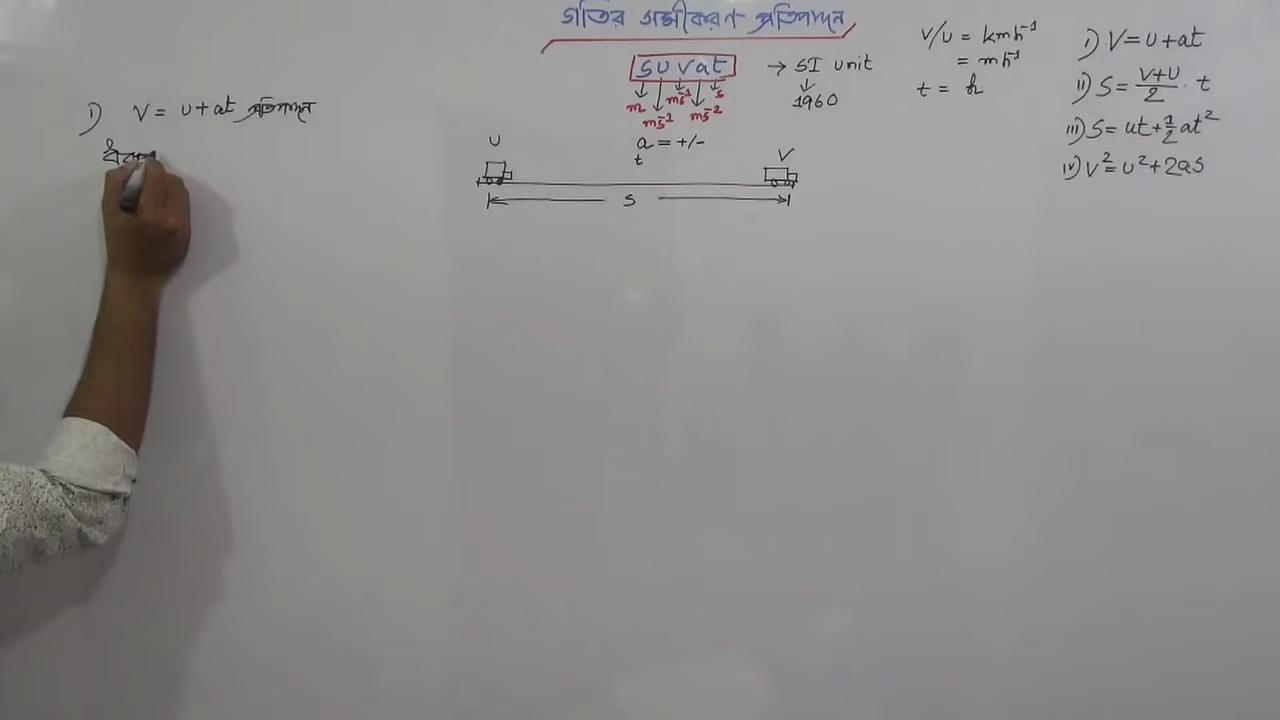 গতির সমীকরণ প্রতিপাদন
s u v a t → SI unit
↓
1960
m ms⁻¹ ms⁻¹ ms⁻² s
v/u = kmh⁻¹
= mh⁻¹
t = h
i) V = u + at
ii) S = (v+u)/2 · t
iii) S = ut + ½at²
iv) V² = u² + 2as
i) V = u + at প্রতিপাদন
u
a = +/-
t
V
s